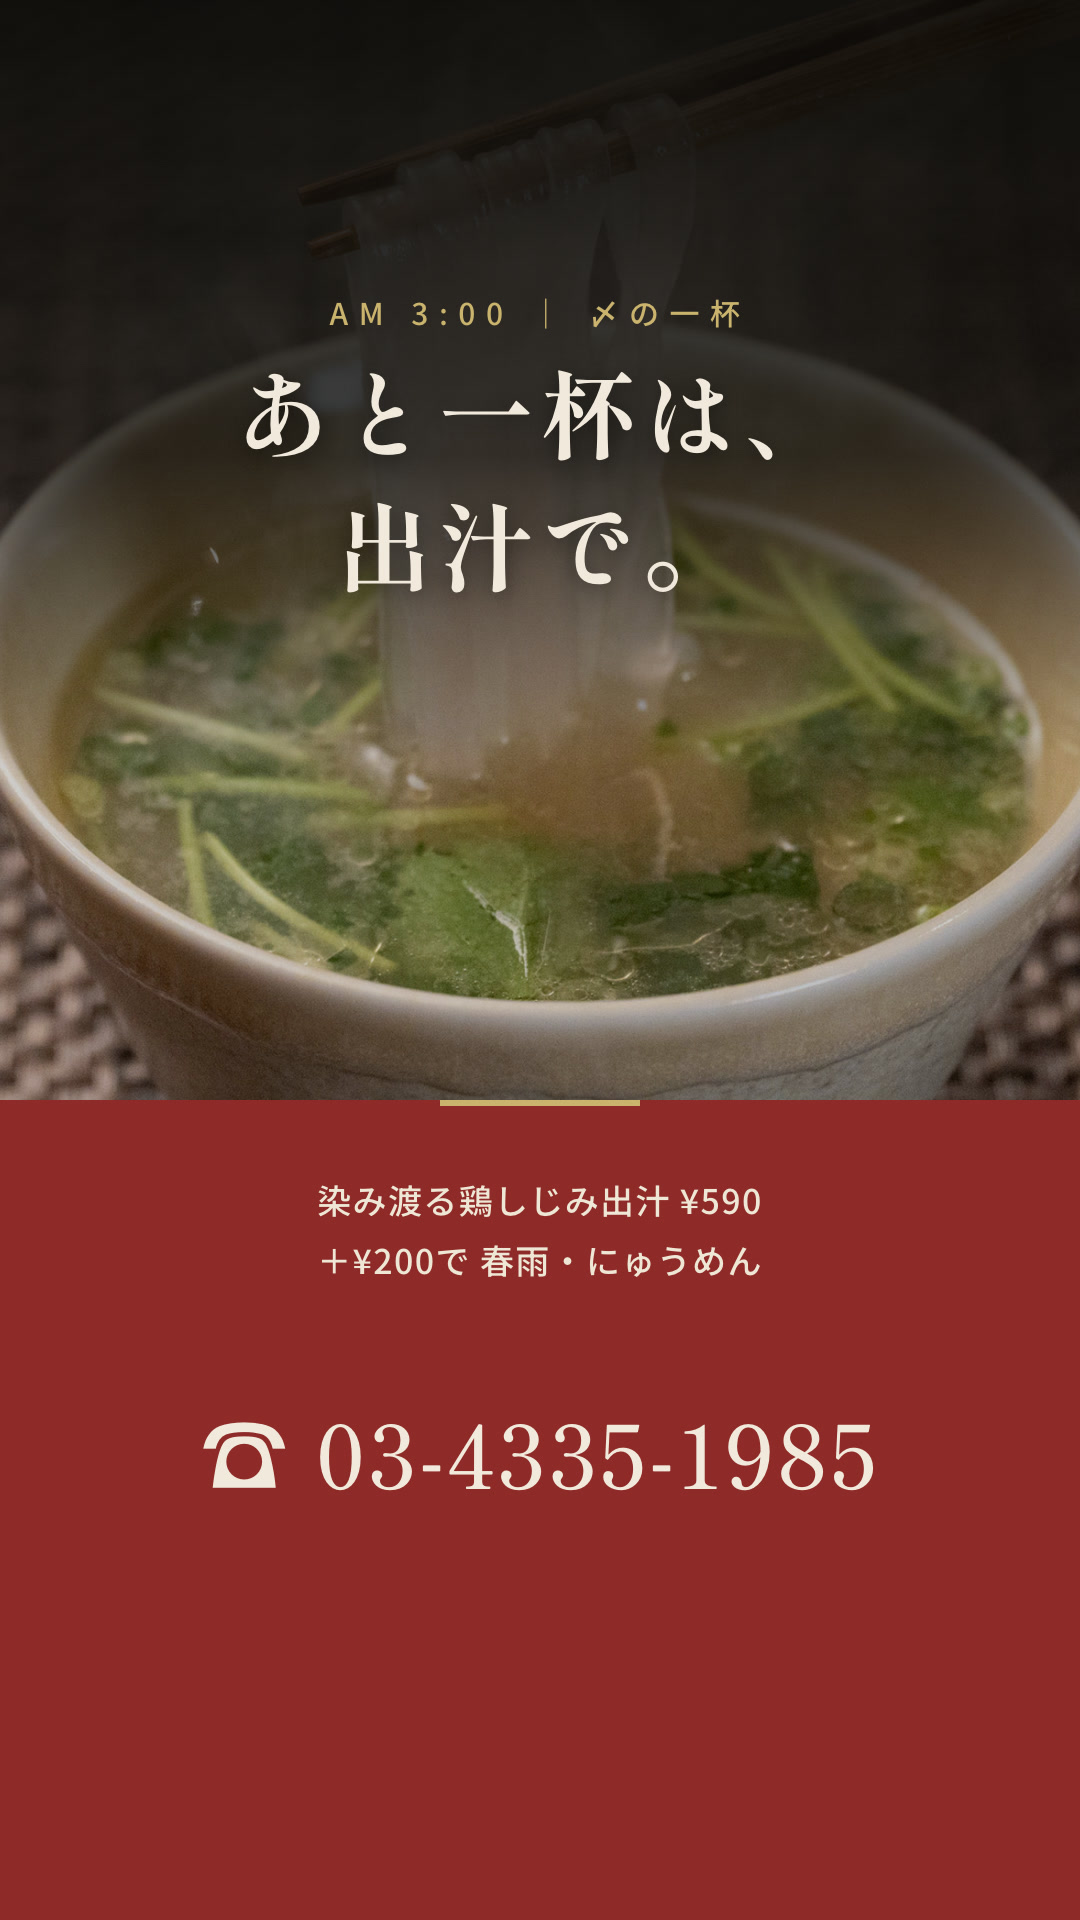 AM 3:00 ｜ 〆の一杯
あと一杯は、
出汁で。
染み渡る鶏しじみ出汁 ¥590
＋¥200で 春雨・にゅうめん
☎ 03-4335-1985